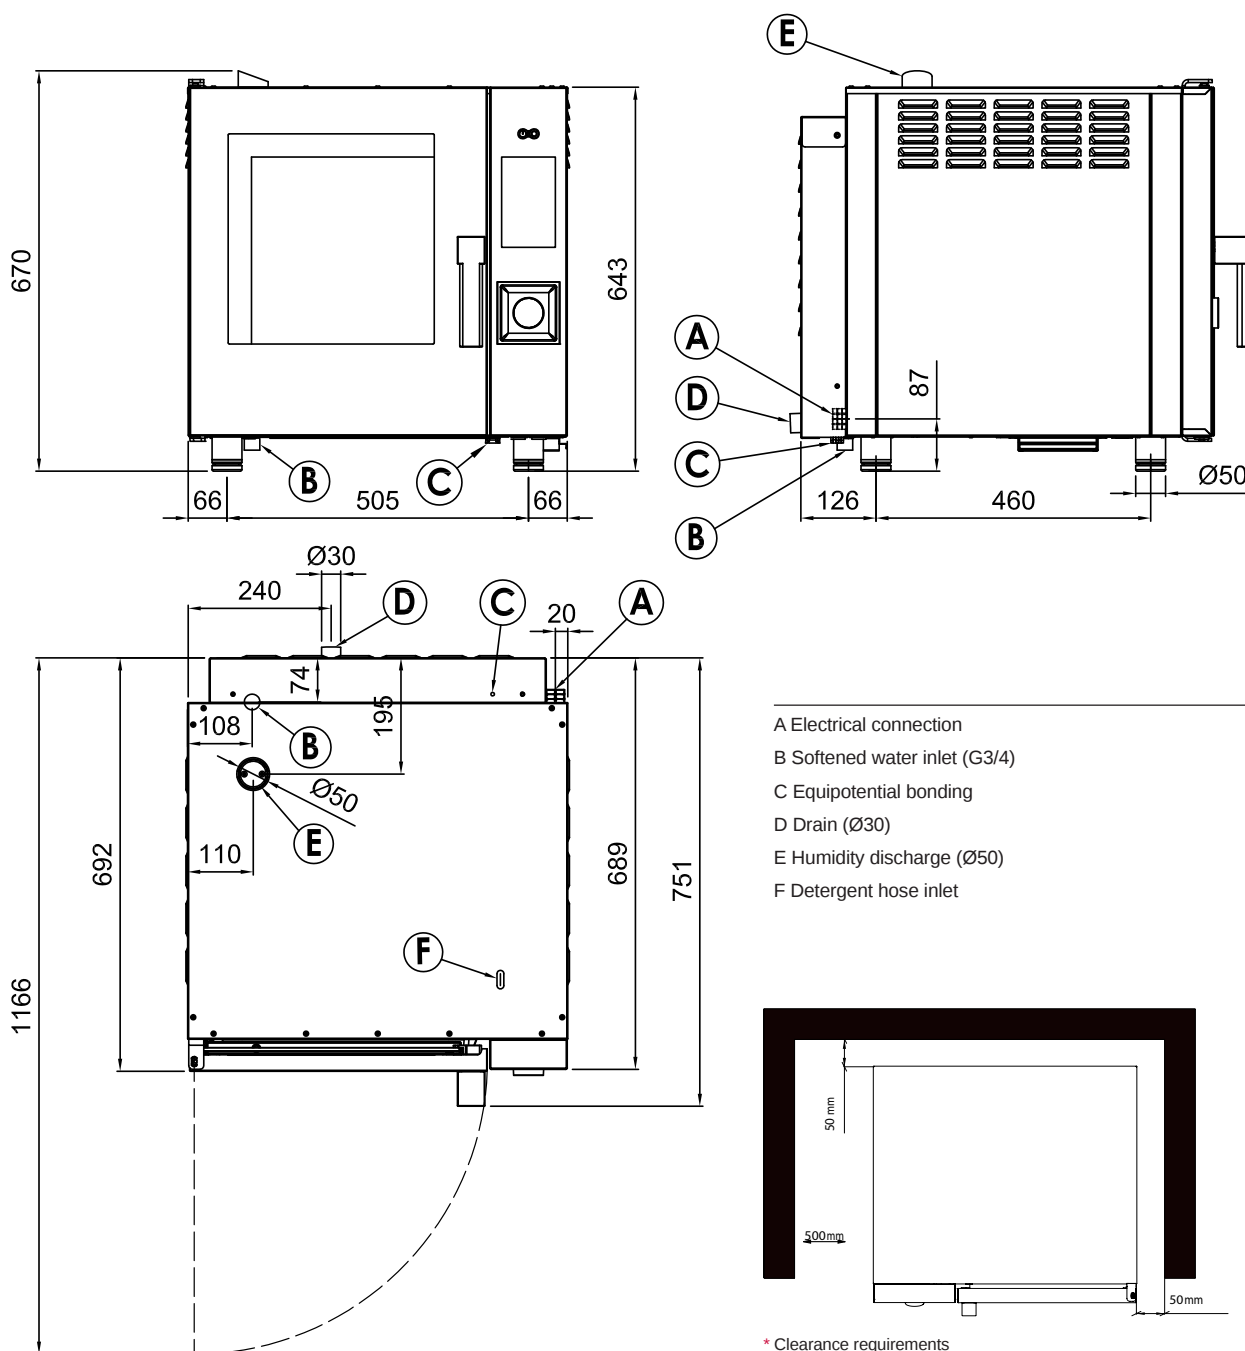 E
670
643
A
87
D
C
B
C
B
66
505
66
126
460
Ø50
Ø30
240
D
C
A
20
74
195
108
B
Ø50
E
110
692
689
751
F
1166
A Electrical connection
B Softened water inlet (G3/4)
C Equipotential bonding
D Drain (Ø30)
E Humidity discharge (Ø50)
F Detergent hose inlet
50 mm
500mm
50mm
* Clearance requirements